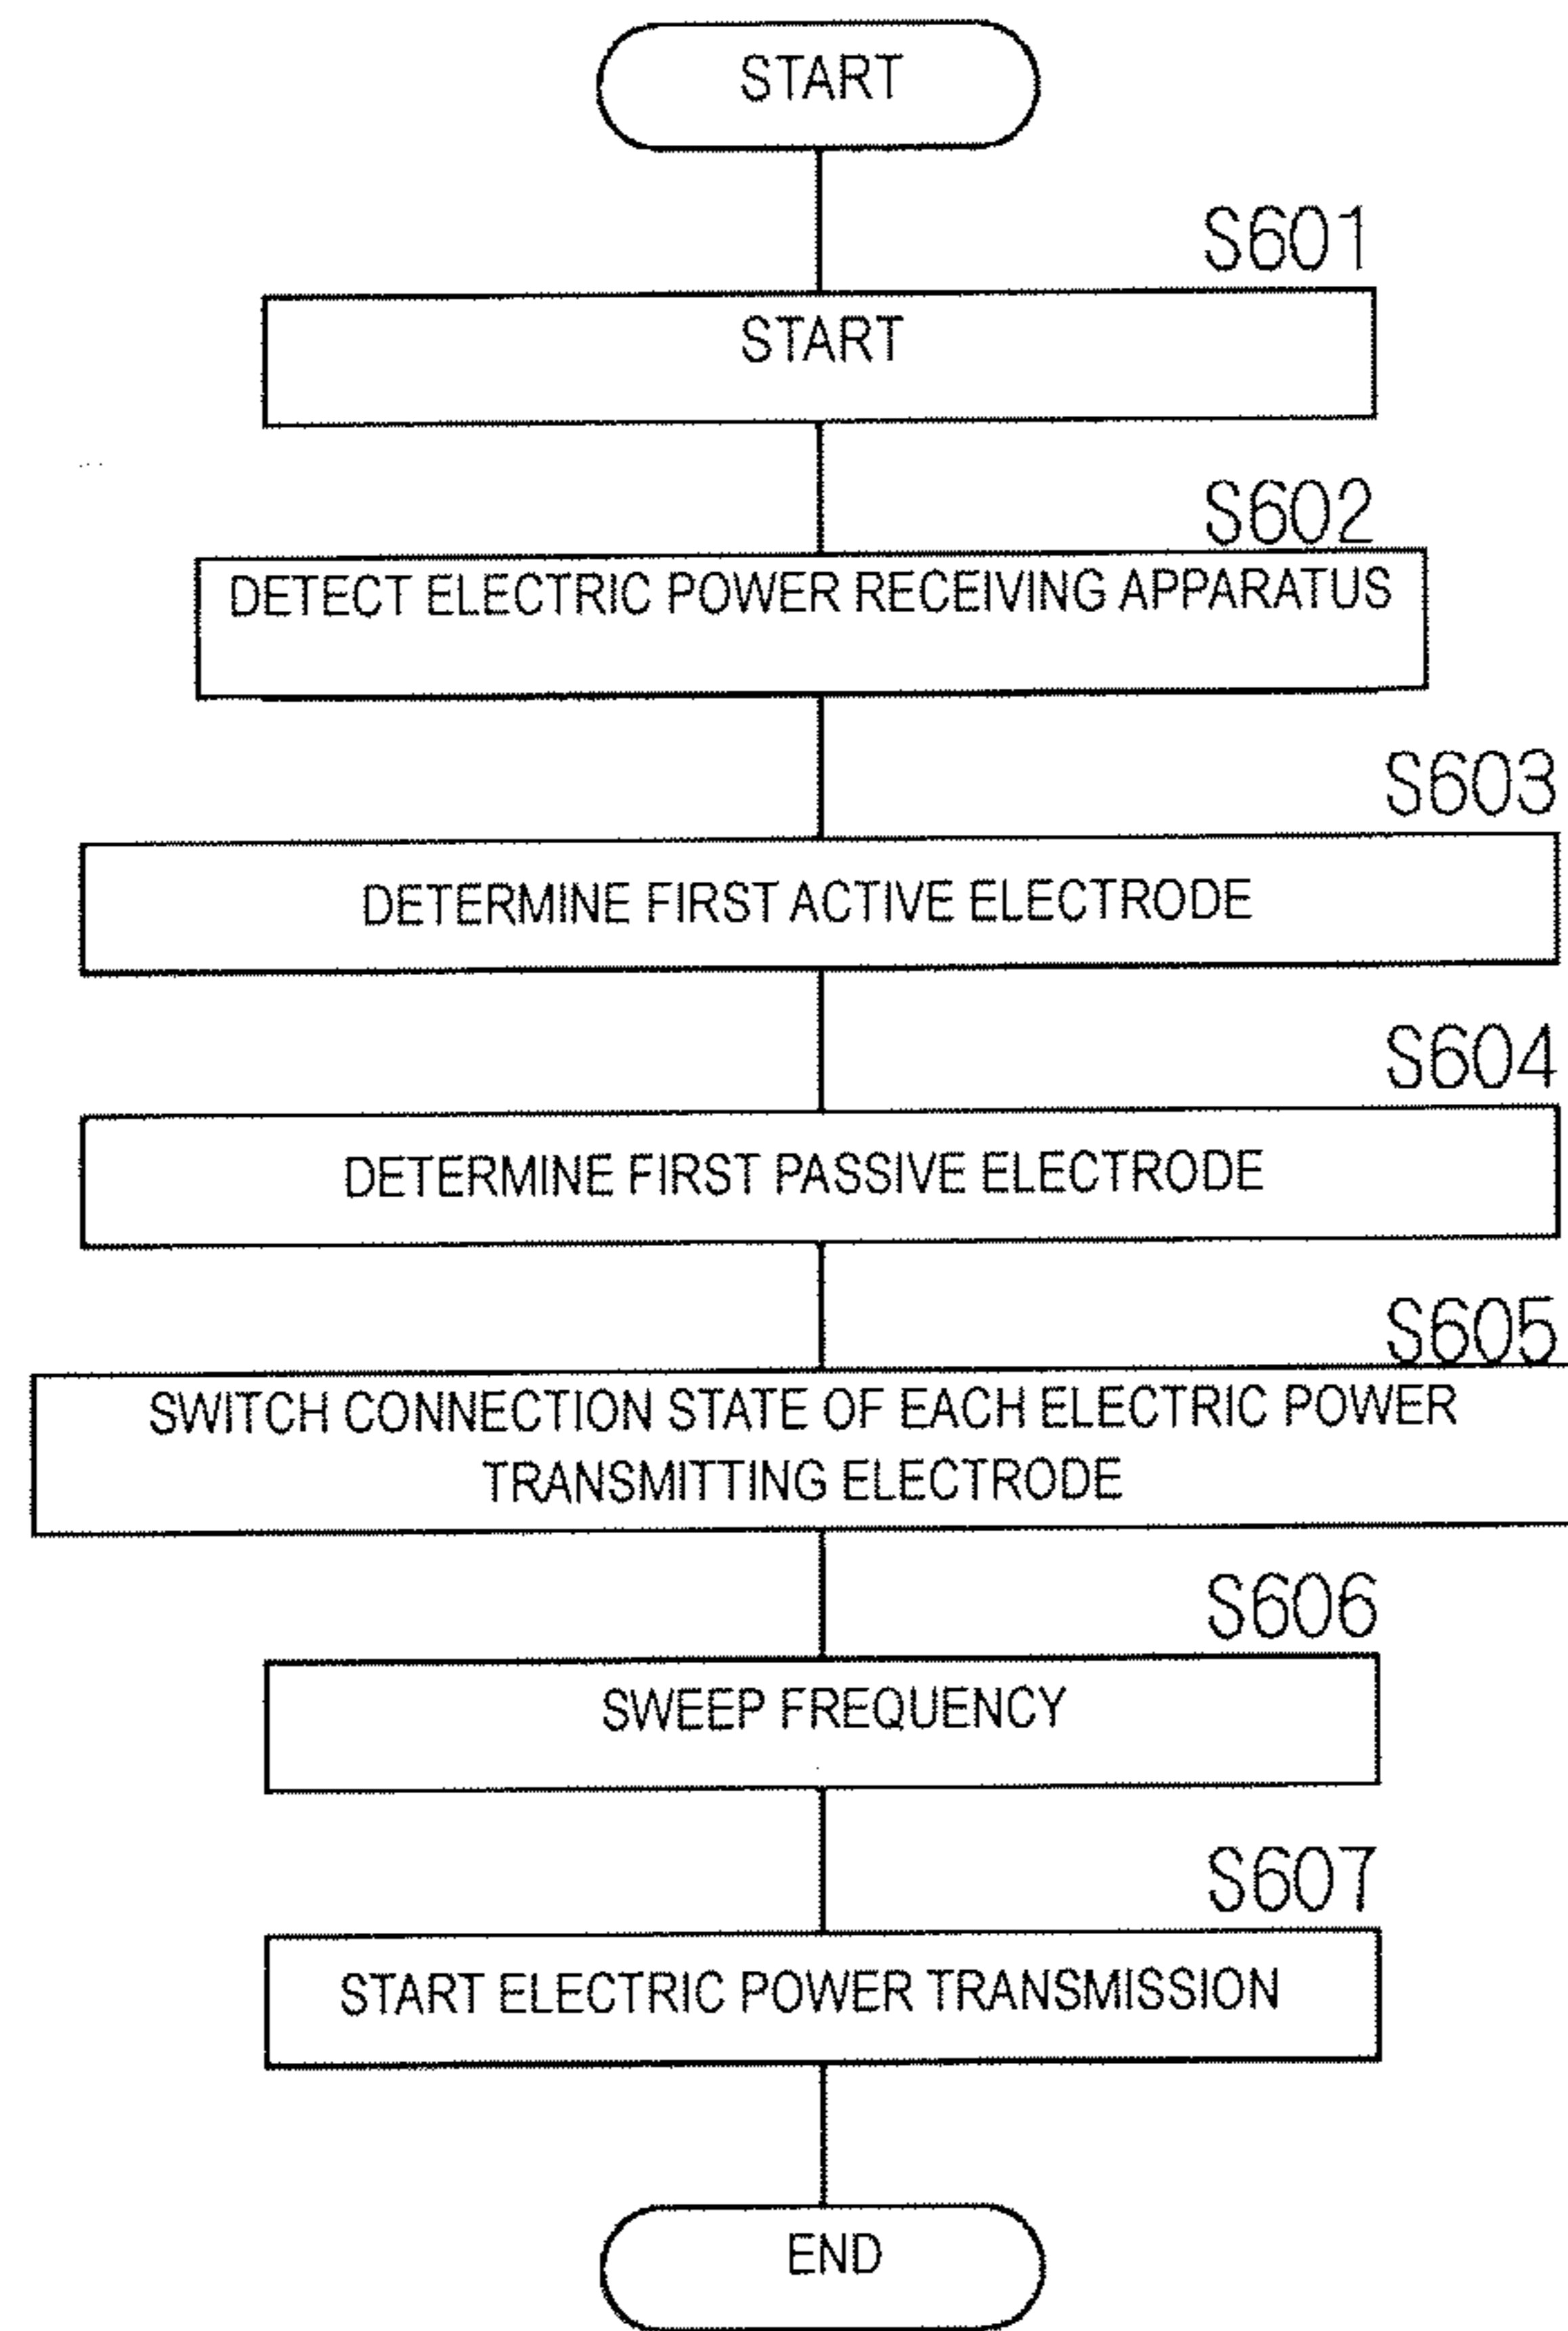 START
S601
START
S602
DETECT ELECTRIC POWER RECEIVING APPARATUS
S603
DETERMINE FIRST ACTIVE ELECTRODE
S604
DETERMINE FIRST PASSIVE ELECTRODE
S605
SWITCH CONNECTION STATE OF EACH ELECTRIC POWER
TRANSMITTING ELECTRODE
S606
SWEEP FREQUENCY
S607
START ELECTRIC POWER TRANSMISSION
END